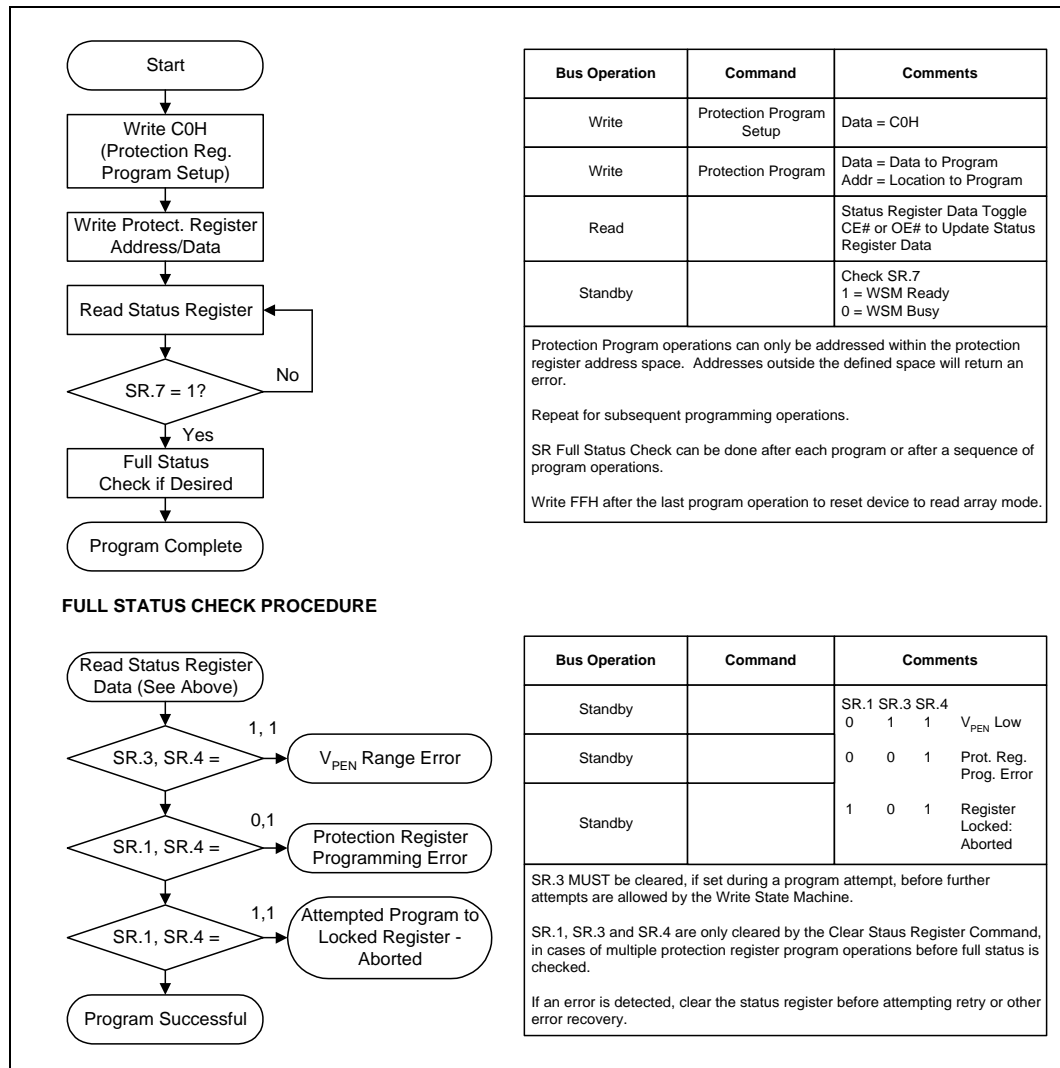 Start
Write C0H
(Protection Reg.
Program Setup)
Write Protect. Register
Address/Data
Read Status Register
No
SR.7 = 1?
Yes
Full Status
Check if Desired
Program Complete
Bus Operation Command Comments
Write Protection Program
Setup Data = C0H
Write Protection Program Data = Data to Program
Addr = Location to Program
Read Status Register Data Toggle
CE# or OE# to Update Status
Register Data
Standby Check SR.7
1 = WSM Ready
0 = WSM Busy
Protection Program operations can only be addressed within the protection
register address space. Addresses outside the defined space will return an
error.
Repeat for subsequent programming operations.
SR Full Status Check can be done after each program or after a sequence of
program operations.
Write FFH after the last program operation to reset device to read array mode.
FULL STATUS CHECK PROCEDURE
Read Status Register
Data (See Above)
1, 1
SR.3, SR.4 =
VPEN Range Error
0,1
SR.1, SR.4 =
Protection Register
Programming Error
1,1
SR.1, SR.4 =
Attempted Program to
Locked Register -
Aborted
Program Successful
Bus Operation Command Comments
Standby SR.1 SR.3 SR.4
0 1 1 VPEN Low
Standby 0 0 1 Prot. Reg.
Prog. Error
Standby 1 0 1 Register
Locked:
Aborted
SR.3 MUST be cleared, if set during a program attempt, before further
attempts are allowed by the Write State Machine.
SR.1, SR.3 and SR.4 are only cleared by the Clear Staus Register Command,
in cases of multiple protection register program operations before full status is
checked.
If an error is detected, clear the status register before attempting retry or other
error recovery.